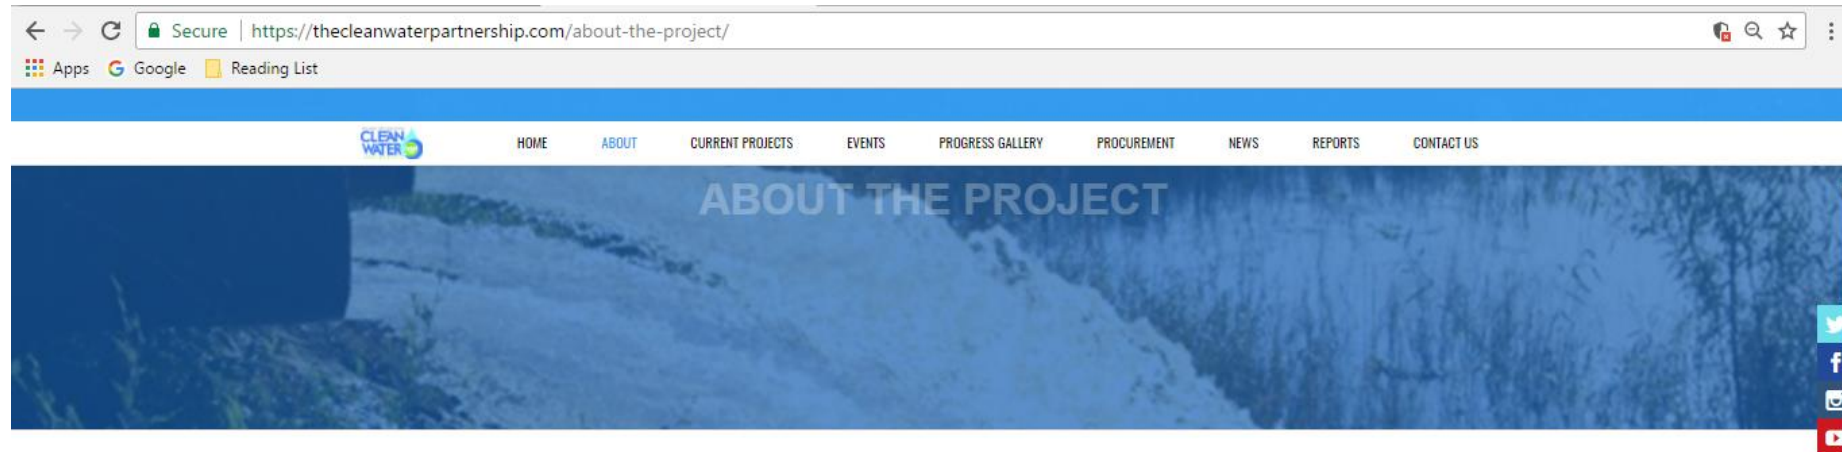 Secure | https://thecleanwaterpartnership.com/about-the-project/
Apps Google Reading List
CLEAN WATER HOME ABOUT CURRENT PROJECTS EVENTS PROGRESS GALLERY PROCUREMENT NEWS REPORTS CONTACT US
ABOUT THE PROJECT